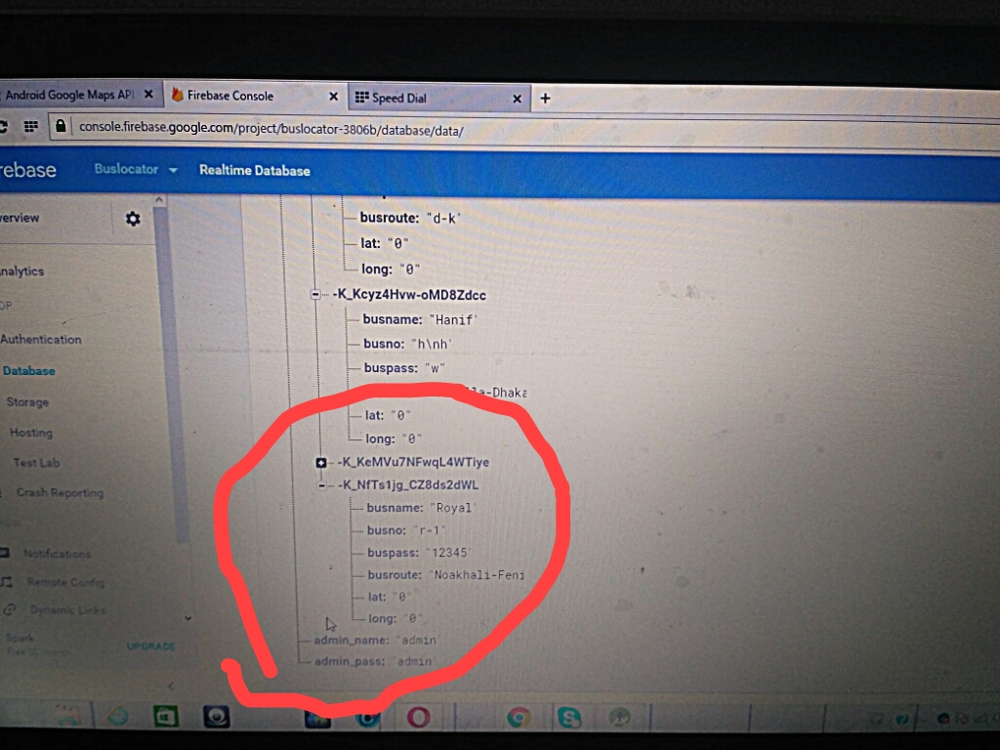 Android Google Maps API
Firebase Console
Speed Dial
console.firebase.google.com/project/buslocator-3806b/database/data/
rebase
Buslocator
Realtime Database
verview
busroute: "d-k'
lat: "0"
long: "0"
nalytics
-K_Kcyz4Hvw-oMD8Zdcc
OP
busname: "Hanif'
Authentication
busno: "h\nh'
Database
buspass: "w"
la-Dhaka
Storage
lat: "0"
Hosting
long: "0"
Test Lab
-K_KeMVu7NFwqL4WTiye
-K_NfTs1jg_CZ8ds2dWL
Crash Reporting
busname: "Royal'
busno: "r-1"
buspass: "12345'
Notifications
busroute: "Noakhali-Feni
Remote Config
lat: "0"
Dynamic Links
long: "0"
Spark
admin_name: "admin'
UPGRADE
admin_pass: "admin'